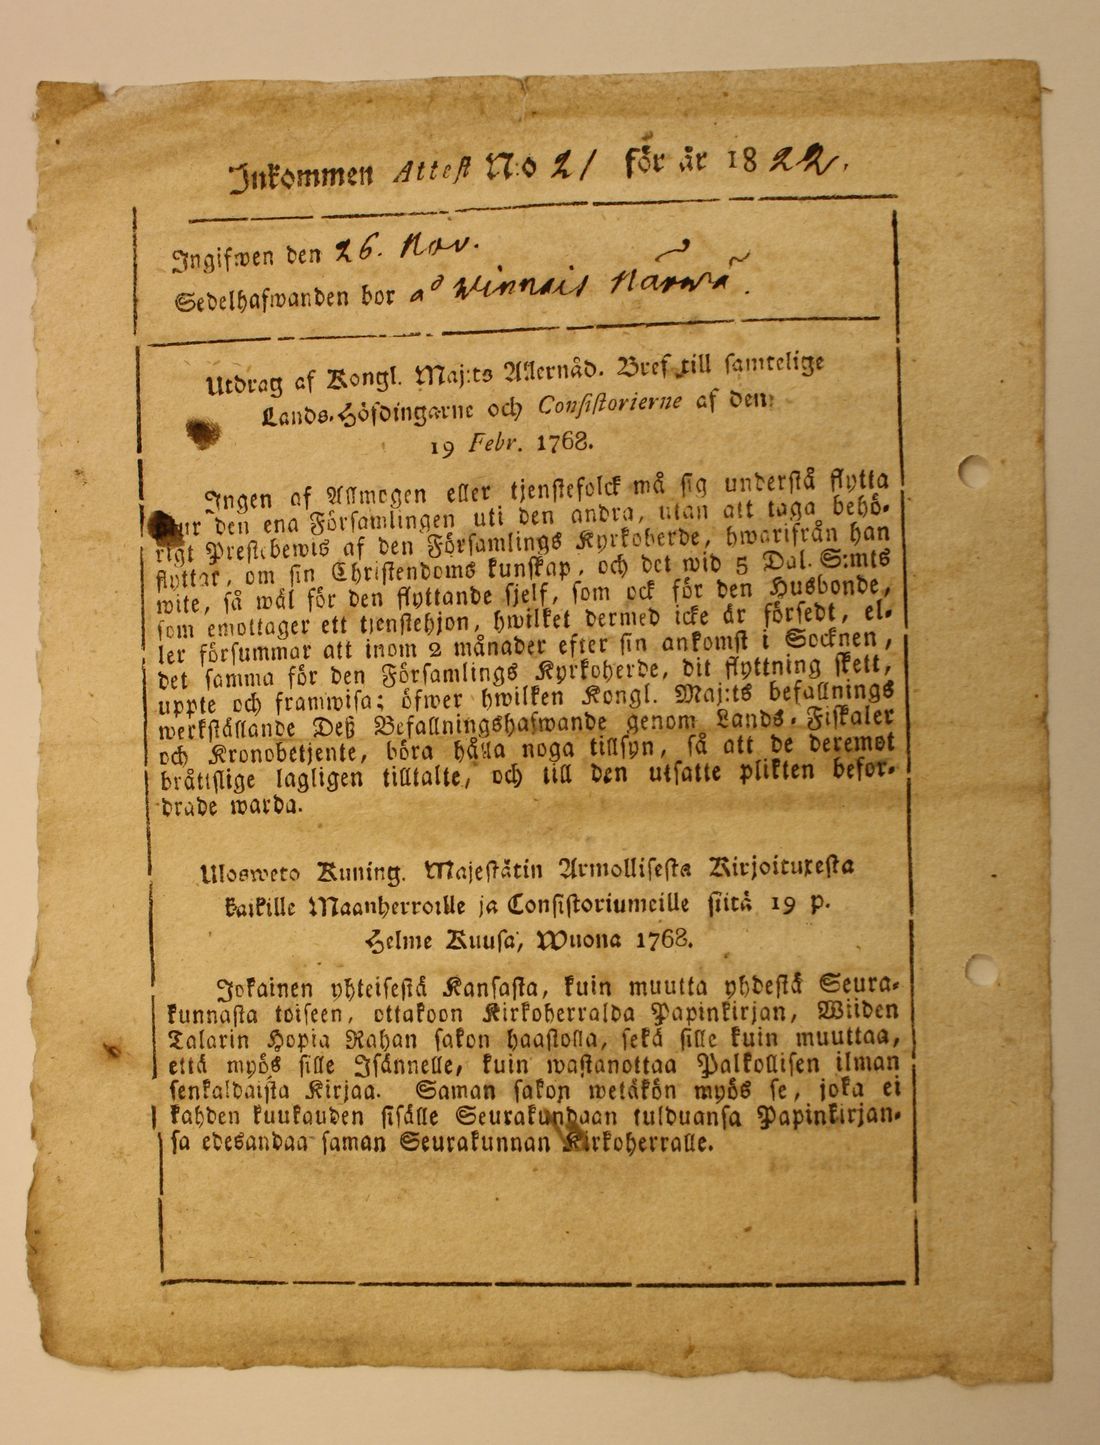 Inkommen Attest N:o 21 för år 1822.
Ingifwen den 26. Nov.
Sedelhafwanden bor å Winnais Närwä.
Utdrag af Kongl. Maj:ts Allernåd. Bref till samtelige
Lands-Höfdingarne och Consistorierne af den
19 Febr. 1768.
Ingen af Allmogen eller tjenstefolck må sig understå flytta
ur den ena Församlingen uti den andra, utan att taga behö-
rigt Prestebewis af den Församlings Kyrkoherde, hwarifrån han
flyttar, om sin Christendoms kunskap, och det wid 5 Dal. S:mts
wite, så wäl för den flyttande sjelf, som ock för den Husbonde,
som emottager ett tjenstehjon, hwilket dermed icke är försedt, el-
ler försummar att inom 2 månader efter sin ankomst i Socknen,
det samma för den Församlings Kyrkoherde, dit flyttning skett,
uppte och framwisa; öfwer hwilken Kongl. Maj:ts befallnings
werkställande Deß Befallningshafwande genom Lands-Fiskaler
och Kronobetjente, böra hålla noga tillsyn, så att de deremot
bråttslige lagligen tilltalte, och till den utsatte plikten befor-
drade warda.
Ulosweto Kuning. Majestätin Armollisesta Kirjoituxesta
kaikille Maanherroille ja Consistoriumeille siitä 19 p.
Helme Kuusa, Wuona 1768.
Jokainen yhteisestä Kansasta, kuin muutta yhdestä Seura-
kunnasta toiseen, ottakoon Kirkoherralda Papinkirjan, Wiiden
Talarin Hopia Rahan sakon haastolla, sekä sille kuin muuttaa,
että myös sille Isännelle, kuin wastanottaa Palkollisen ilman
senkaldaista Kirjaa. Saman sakon wetäkön myös se, joka ei
kahden kuukauden sisälle Seurakundaan tulduansa Papinkirjan-
sa edesandaa saman Seurakunnan Kirkoherralle.